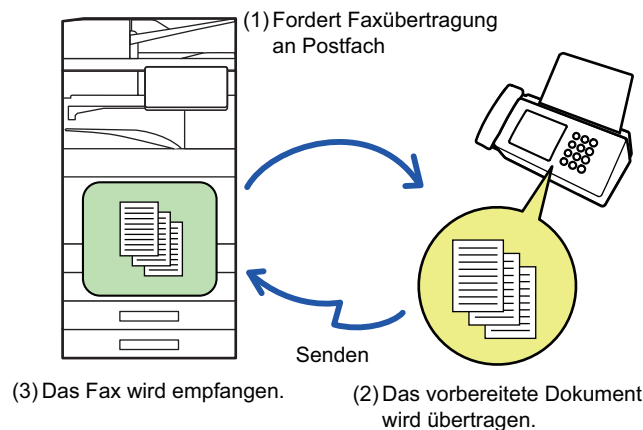 (1) Fordert Faxübertragung
an Postfach
Senden
(3) Das Fax wird empfangen.
(2) Das vorbereitete Dokument
wird übertragen.